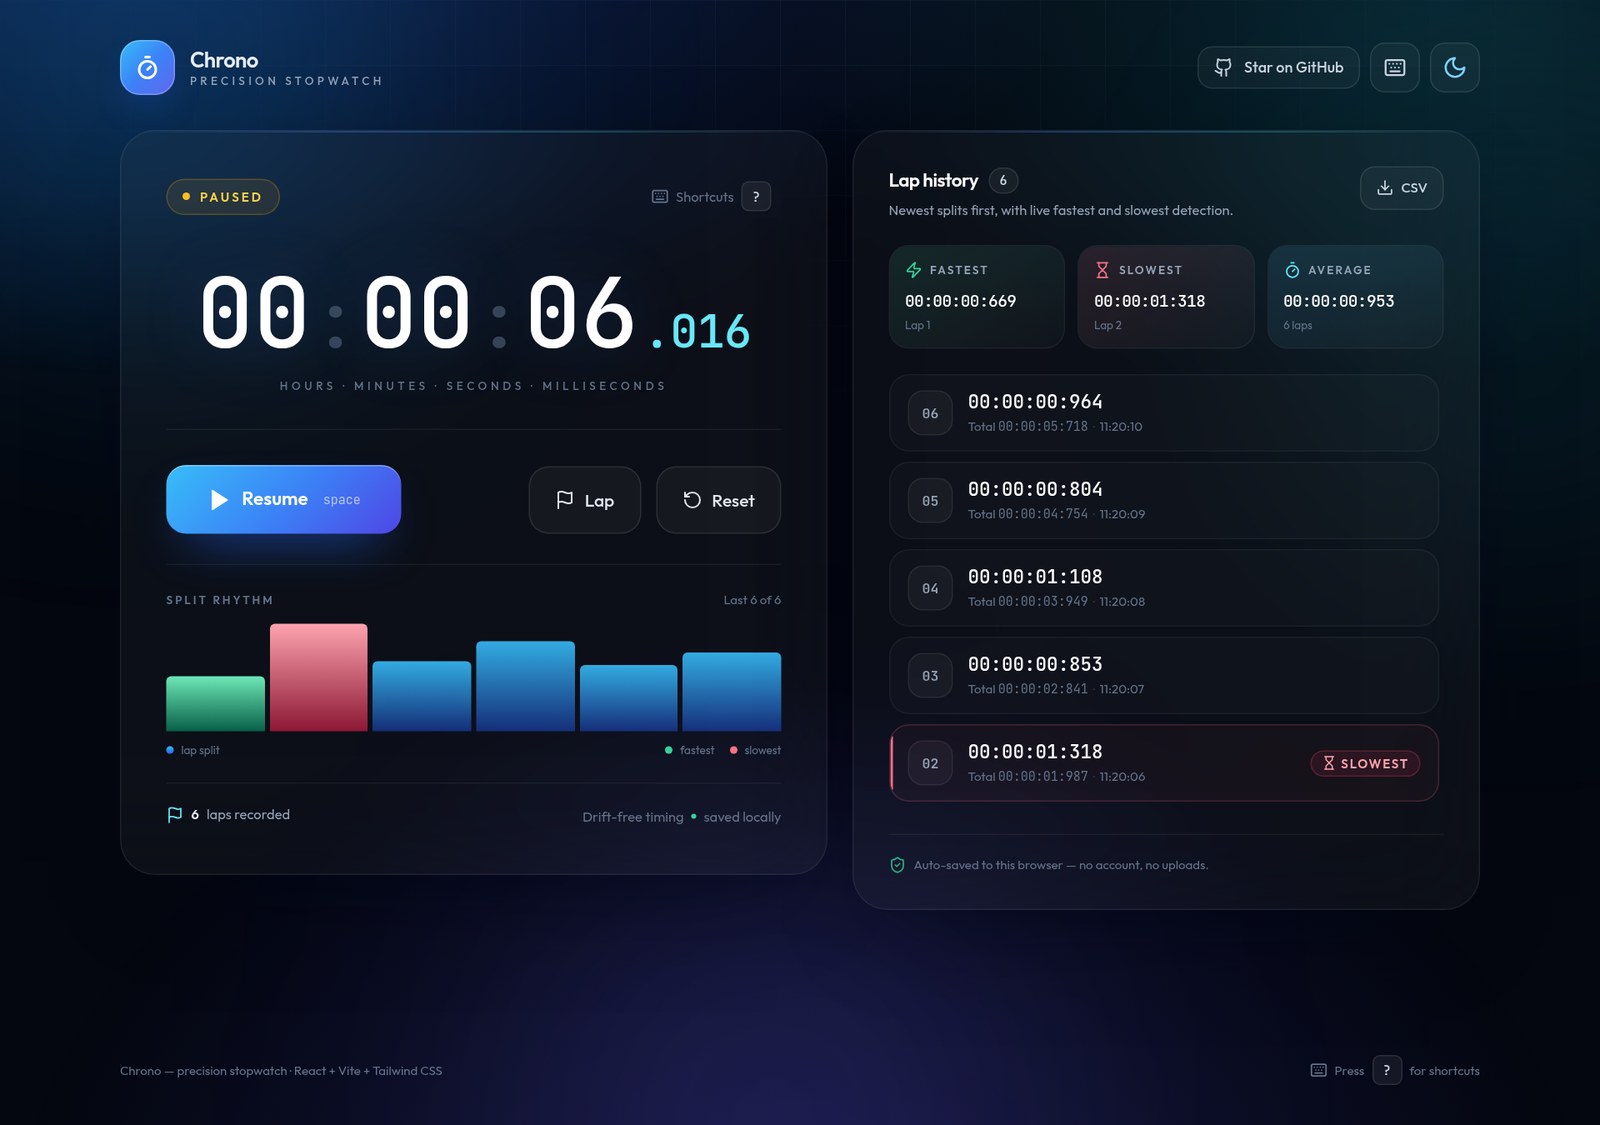 Chrono
PRECISION STOPWATCH
Star on GitHub
PAUSED
Shortcuts ?
00:00:06.016
HOURS · MINUTES · SECONDS · MILLISECONDS
Resume space
Lap
Reset
SPLIT RHYTHM
Last 6 of 6
lap split
fastest
slowest
6 laps recorded
Drift-free timing • saved locally
Lap history 6
Newest splits first, with live fastest and slowest detection.
CSV
FASTEST
00:00:00:669
Lap 1
SLOWEST
00:00:01:318
Lap 2
AVERAGE
00:00:00:953
6 laps
06
00:00:00:964
Total 00:00:05:718 · 11:20:10
05
00:00:00:804
Total 00:00:04:754 · 11:20:09
04
00:00:01:108
Total 00:00:03:949 · 11:20:08
03
00:00:00:853
Total 00:00:02:841 · 11:20:07
02
00:00:01:318
Total 00:00:01:987 · 11:20:06
SLOWEST
Auto-saved to this browser — no account, no uploads.
Chrono — precision stopwatch · React + Vite + Tailwind CSS
Press ? for shortcuts